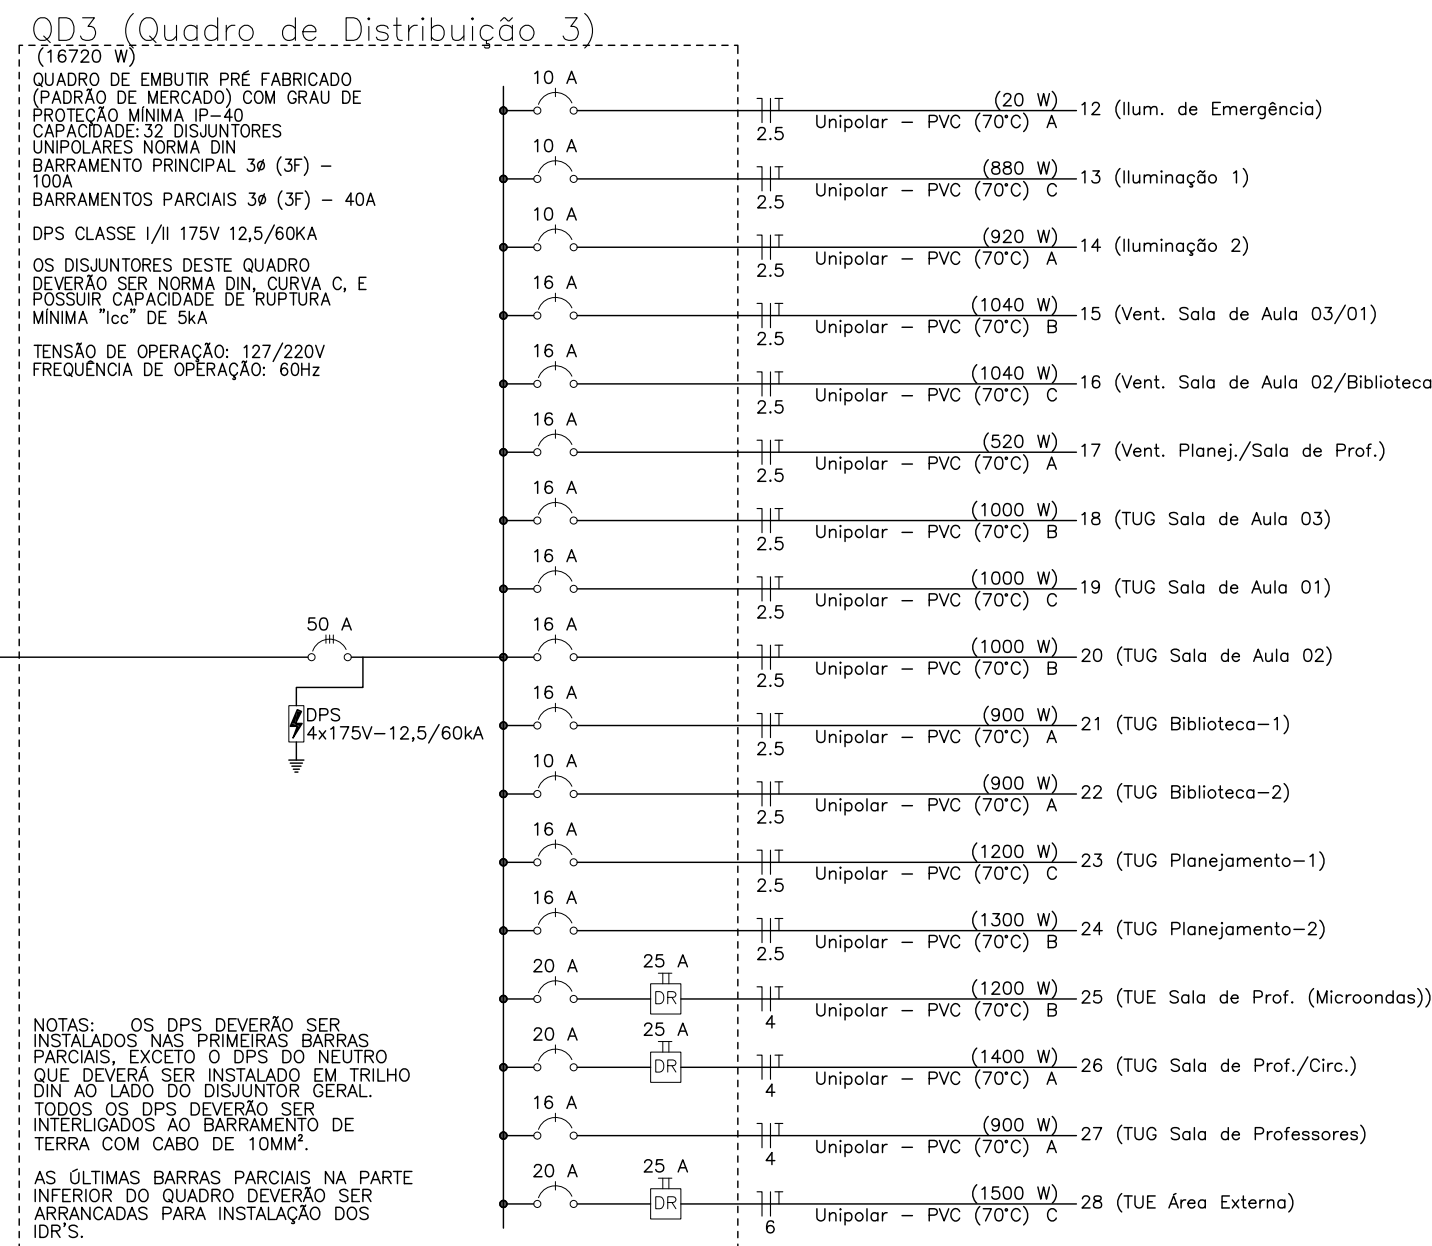 QD3 (Quadro de Distribuição 3)
(16720 W)
QUADRO DE EMBUTIR PRÉ FABRICADO
(PADRÃO DE MERCADO) COM GRAU DE
PROTEÇÃO MÍNIMA IP-40
CAPACIDADE: 32 DISJUNTORES
UNIPOLARES NORMA DIN
BARRAMENTO PRINCIPAL 3ø (3F) -
100A
BARRAMENTOS PARCIAIS 3ø (3F) - 40A
DPS CLASSE I/II 175V 12,5/60KA
OS DISJUNTORES DESTE QUADRO
DEVERÃO SER NORMA DIN, CURVA C, E
POSSUIR CAPACIDADE DE RUPTURA
MÍNIMA "Icc" DE 5kA
TENSÃO DE OPERAÇÃO: 127/220V
FREQUÊNCIA DE OPERAÇÃO: 60Hz
50 A
DPS
4x175V-12,5/60kA
NOTAS: OS DPS DEVERÃO SER
INSTALADOS NAS PRIMEIRAS BARRAS
PARCIAIS, EXCETO O DPS DO NEUTRO
QUE DEVERÁ SER INSTALADO EM TRILHO
DIN AO LADO DO DISJUNTOR GERAL.
TODOS OS DPS DEVERÃO SER
INTERLIGADOS AO BARRAMENTO DE
TERRA COM CABO DE 10MM².
AS ÚLTIMAS BARRAS PARCIAIS NA PARTE
INFERIOR DO QUADRO DEVERÃO SER
ARRANCADAS PARA INSTALAÇÃO DOS
IDR'S.
10 A
(20 W)
12 (Ilum. de Emergência)
2.5 Unipolar - PVC (70°C) A
10 A
(880 W)
13 (Iluminação 1)
2.5 Unipolar - PVC (70°C) C
10 A
(920 W)
14 (Iluminação 2)
2.5 Unipolar - PVC (70°C) A
16 A
(1040 W)
15 (Vent. Sala de Aula 03/01)
2.5 Unipolar - PVC (70°C) B
16 A
(1040 W)
16 (Vent. Sala de Aula 02/Biblioteca
2.5 Unipolar - PVC (70°C) C
16 A
(520 W)
17 (Vent. Planej./Sala de Prof.)
2.5 Unipolar - PVC (70°C) A
16 A
(1000 W)
18 (TUG Sala de Aula 03)
2.5 Unipolar - PVC (70°C) B
16 A
(1000 W)
19 (TUG Sala de Aula 01)
2.5 Unipolar - PVC (70°C) C
16 A
(1000 W)
20 (TUG Sala de Aula 02)
2.5 Unipolar - PVC (70°C) B
16 A
(900 W)
21 (TUG Biblioteca-1)
2.5 Unipolar - PVC (70°C) A
10 A
(900 W)
22 (TUG Biblioteca-2)
2.5 Unipolar - PVC (70°C) A
16 A
(1200 W)
23 (TUG Planejamento-1)
2.5 Unipolar - PVC (70°C) C
16 A
(1300 W)
24 (TUG Planejamento-2)
2.5 Unipolar - PVC (70°C) B
20 A
25 A
DR
(1200 W)
25 (TUE Sala de Prof. (Microondas))
4 Unipolar - PVC (70°C) B
20 A
25 A
DR
(1400 W)
26 (TUG Sala de Prof./Circ.)
4 Unipolar - PVC (70°C) A
16 A
(900 W)
27 (TUG Sala de Professores)
4 Unipolar - PVC (70°C) A
20 A
25 A
DR
(1500 W)
28 (TUE Área Externa)
6 Unipolar - PVC (70°C) C